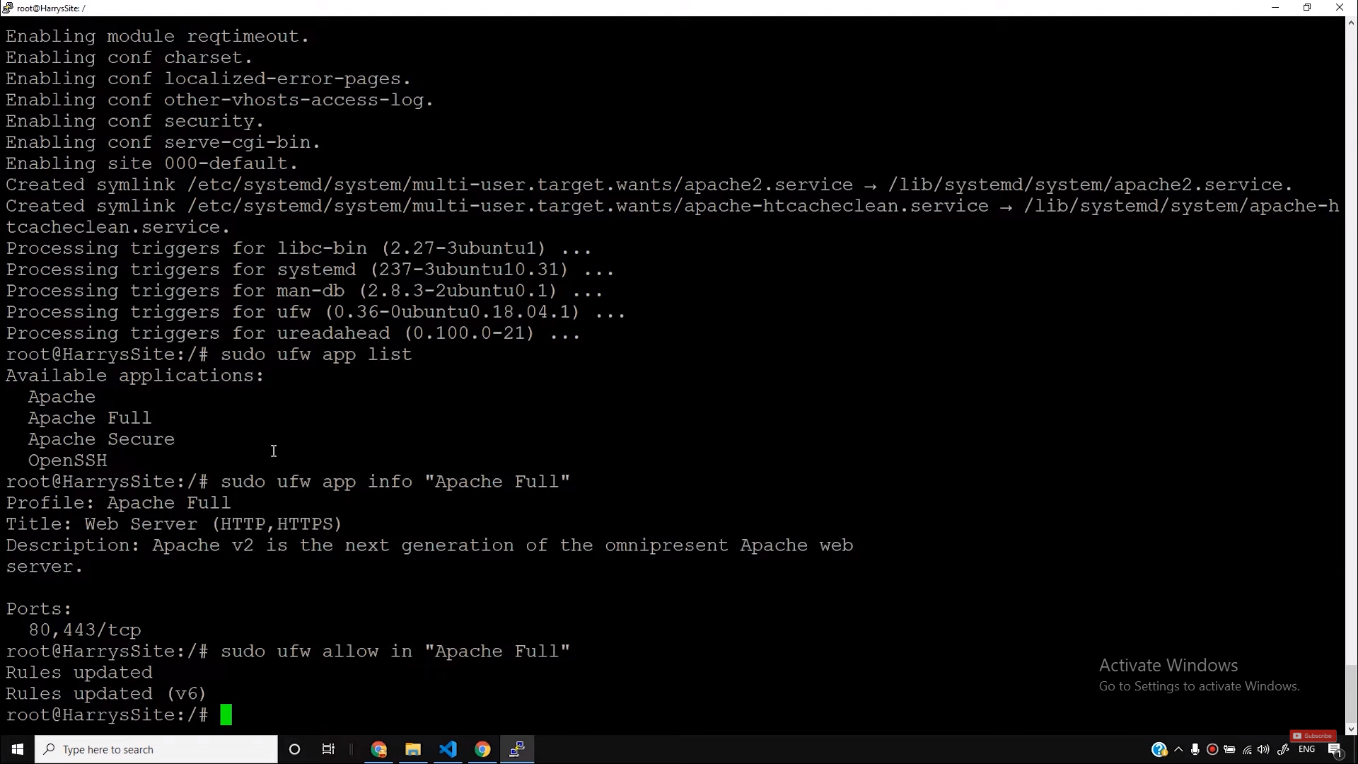 root@HarrysSite: /
Enabling module reqtimeout.
Enabling conf charset.
Enabling conf localized-error-pages.
Enabling conf other-vhosts-access-log.
Enabling conf security.
Enabling conf serve-cgi-bin.
Enabling site 000-default.
Created symlink /etc/systemd/system/multi-user.target.wants/apache2.service → /lib/systemd/system/apache2.service.
Created symlink /etc/systemd/system/multi-user.target.wants/apache-htcacheclean.service → /lib/systemd/system/apache-h
tcacheclean.service.
Processing triggers for libc-bin (2.27-3ubuntu1) ...
Processing triggers for systemd (237-3ubuntu10.31) ...
Processing triggers for man-db (2.8.3-2ubuntu0.1) ...
Processing triggers for ufw (0.36-0ubuntu0.18.04.1) ...
Processing triggers for ureadahead (0.100.0-21) ...
root@HarrysSite:/# sudo ufw app list
Available applications:
  Apache
  Apache Full
  Apache Secure
  OpenSSH
root@HarrysSite:/# sudo ufw app info "Apache Full"
Profile: Apache Full
Title: Web Server (HTTP,HTTPS)
Description: Apache v2 is the next generation of the omnipresent Apache web
server.
Ports:
  80,443/tcp
root@HarrysSite:/# sudo ufw allow in "Apache Full"
Rules updated
Rules updated (v6)
root@HarrysSite:/#
Activate Windows
Go to Settings to activate Windows.
Subscribe
Type here to search
ENG
1